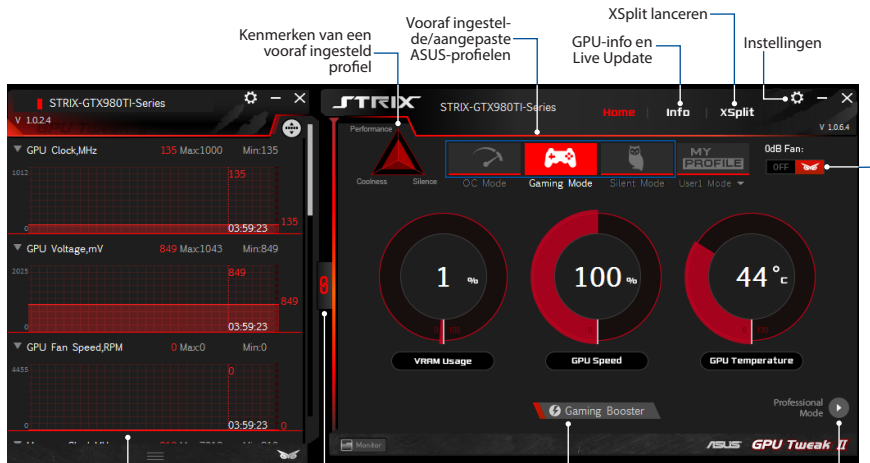 XSplit lanceren
Kenmerken van een
vooraf ingesteld
profiel
Vooraf ingestel-
de/aangepaste
ASUS-profielen
GPU-info en
Live Update
Instellingen
STRIX-GTX980TI-Series
V 1.0.2.4
GPU Clock,MHz 135 Max:1000 Min:135
1012
135
135
0
03:59:23
GPU Voltage,mV 849 Max:1043 Min:849
2025
849
849
0
03:59:23
GPU Fan Speed,RPM 0 Max:0 Min:0
4455
0
0
0
03:59:23
STRIX
STRIX-GTX980TI-Series
Home
Info
XSplit
V 1.0.6.4
Performance
Coolness
Silence
OC Mode
Gaming Mode
Silent Mode
MY
PROFILE
User1 Mode
0dB Fan:
OFF
1 %
VRAM Usage
100 %
GPU Speed
44 °c
GPU Temperature
Gaming Booster
Professional
Mode
Monitor
ASUS GPU Tweak II